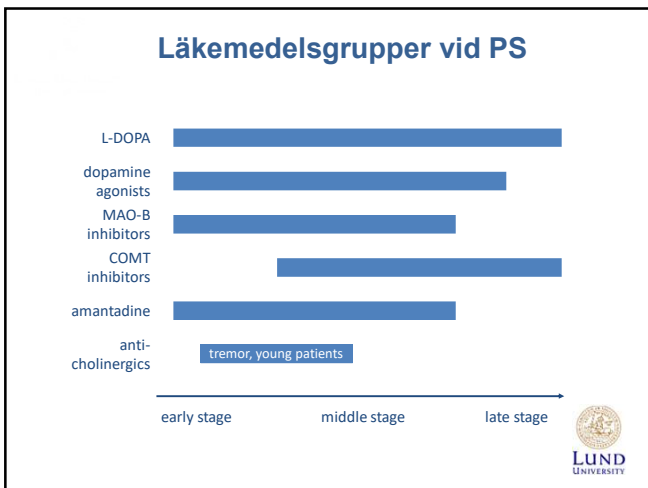 Läkemedelsgrupper vid PS
L-DOPA
dopamine
agonists
MAO-B
inhibitors
COMT
inhibitors
amantadine
anti-
cholinergics
tremor, young patients
early stage
middle stage
late stage
LUND
UNIVERSITY